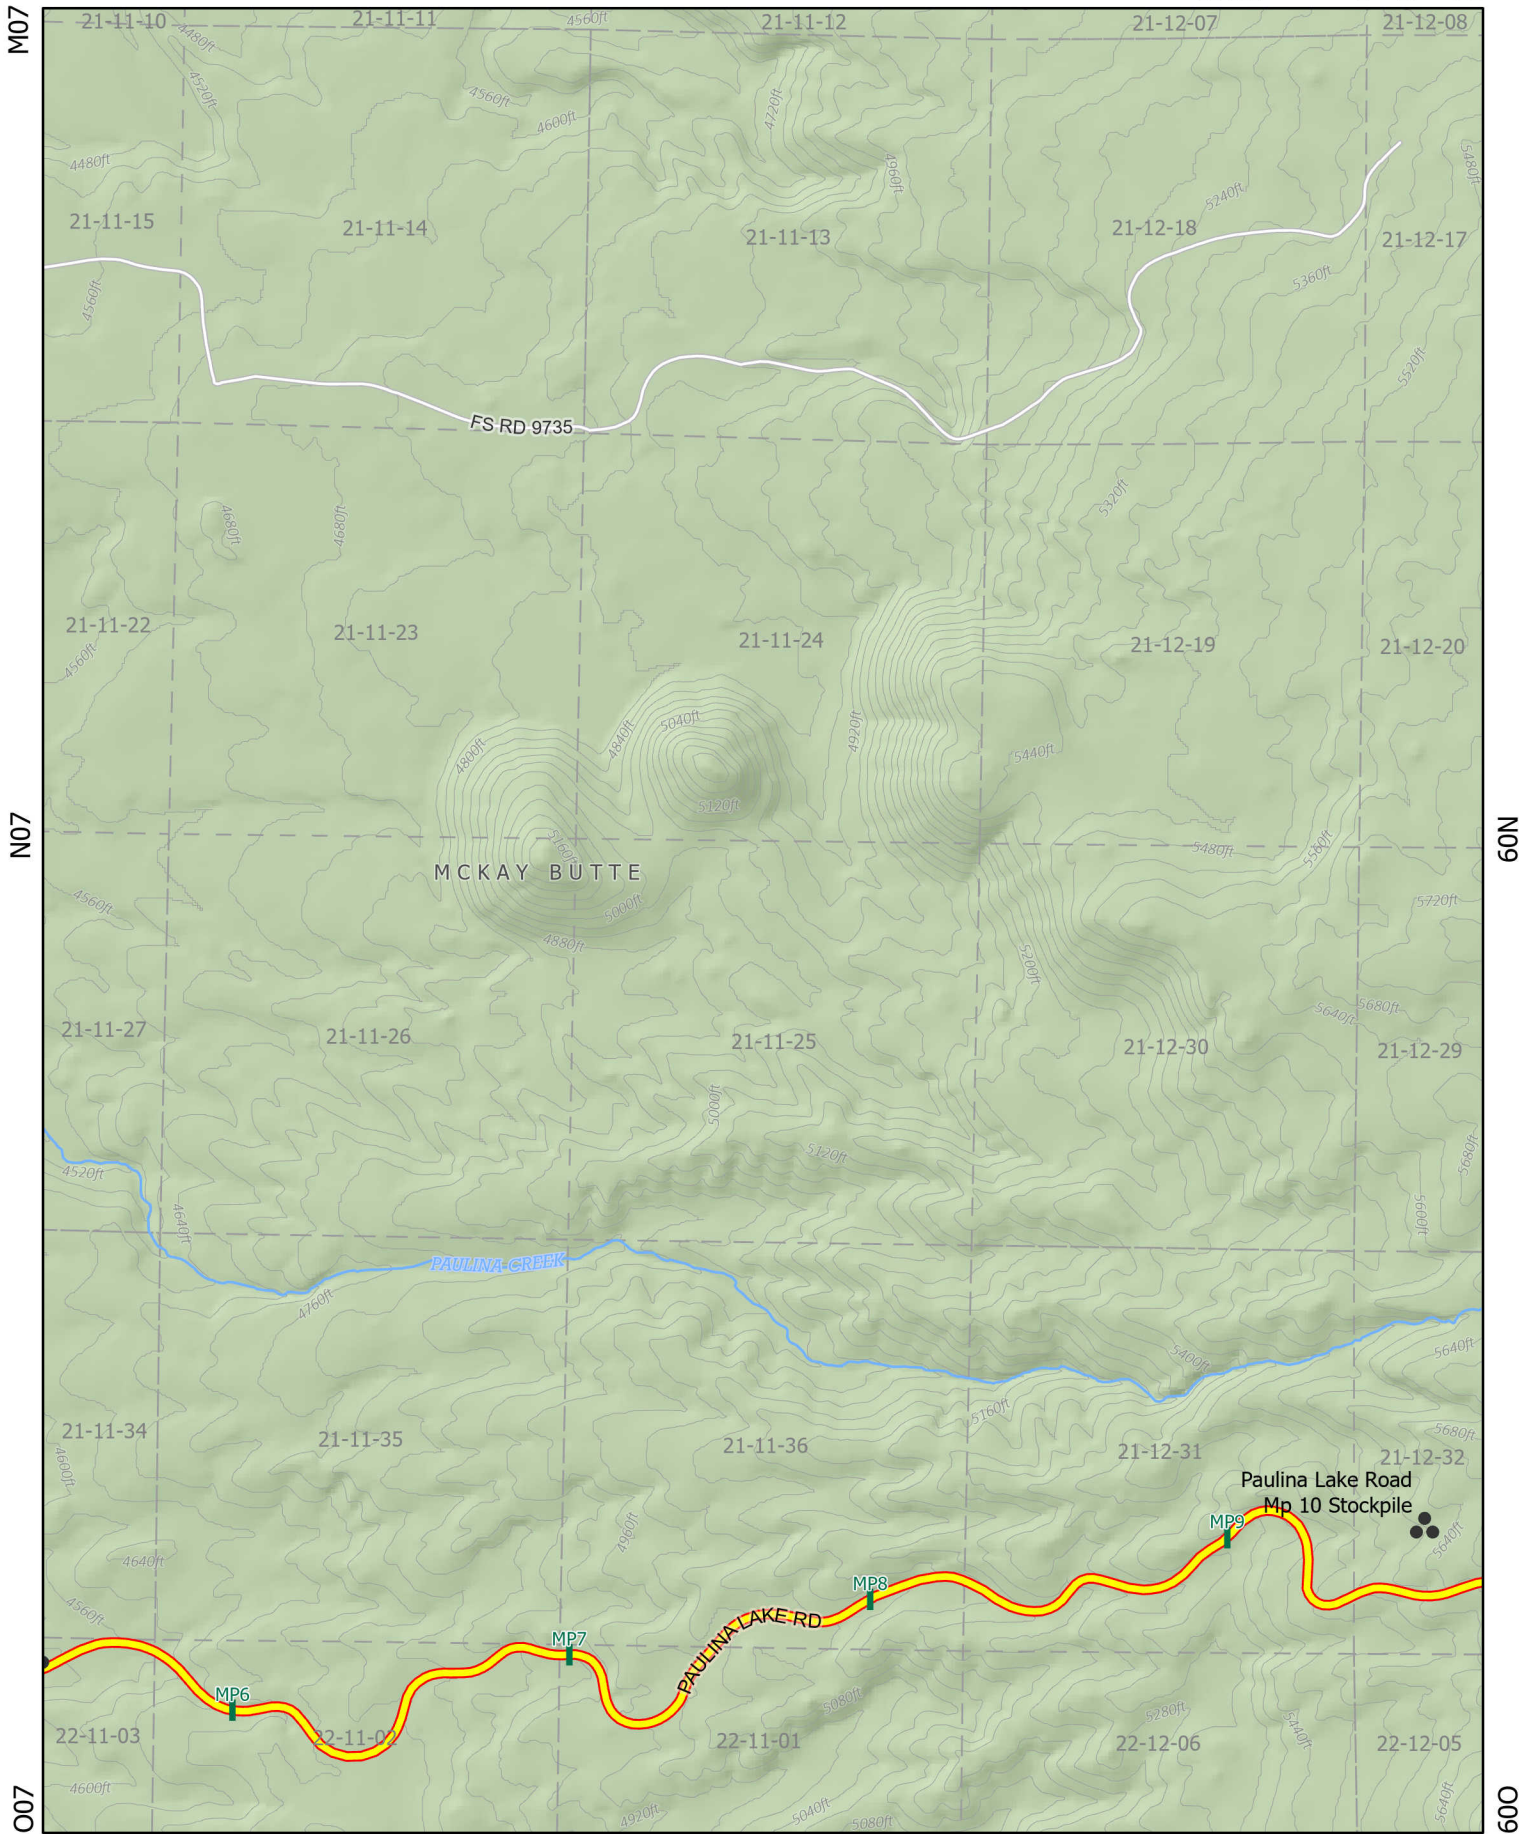 M07
21-11-10
21-11-11
4560ft
21-11-12
21-12-07
21-12-08
4480ft
4520ft
4560ft
4600ft
4720ft
4480ft
4960ft
5480ft
5240ft
21-11-15
21-11-14
21-11-13
21-12-18
21-12-17
4560ft
5360ft
5520ft
FS RD 9735
5320ft
4680ft
4680ft
21-11-22
21-11-23
21-11-24
21-12-19
21-12-20
4560ft
5040ft
4840ft
4800ft
4920ft
5440ft
5120ft
N07
N09
5160ft
5480ft
5560ft
MCKAY BUTTE
4560ft
5000ft
5720ft
4880ft
5200ft
5680ft
5640ft
21-11-27
21-11-26
21-11-25
21-12-30
21-12-29
5000ft
5120ft
5680ft
4520ft
4640ft
5600ft
PAULINA CREEK
4760ft
5400ft
5640ft
5160ft
21-11-34
21-11-35
21-11-36
21-12-31
21-12-32
5680ft
4600ft
Paulina Lake Road
Mp 10 Stockpile
MP9
4960ft
5640ft
4640ft
MP8
4560ft
PAULINA LAKE RD
MP7
MP6
5080ft
5280ft
5440ft
22-11-03
22-11-02
22-11-01
22-12-06
22-12-05
4600ft
O07
4920ft
5040ft
5080ft
5640ft
O09